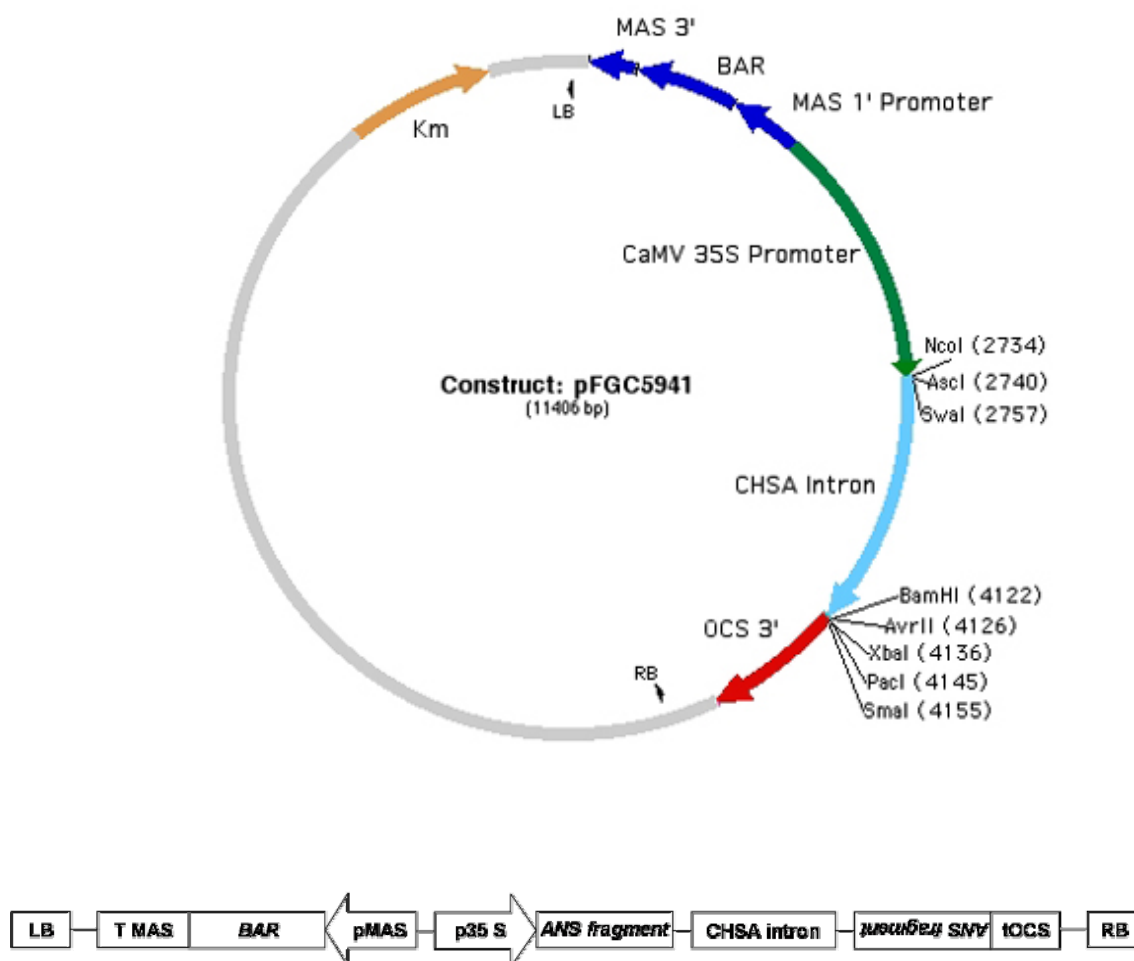 MAS 3'
BAR
MAS 1' Promoter
LB
Km
CaMV 35S Promoter
NcoI (2734)
AscI (2740)
SwaI (2757)
Construct: pFGC5941
(11406 bp)
CHSA Intron
BamHI (4122)
AvrII (4126)
XbaI (4136)
PacI (4145)
SmaI (4155)
OCS 3'
RB
LB T MAS BAR pMAS p35 S ANS fragment CHSA intron ANS fragment tOCS RB